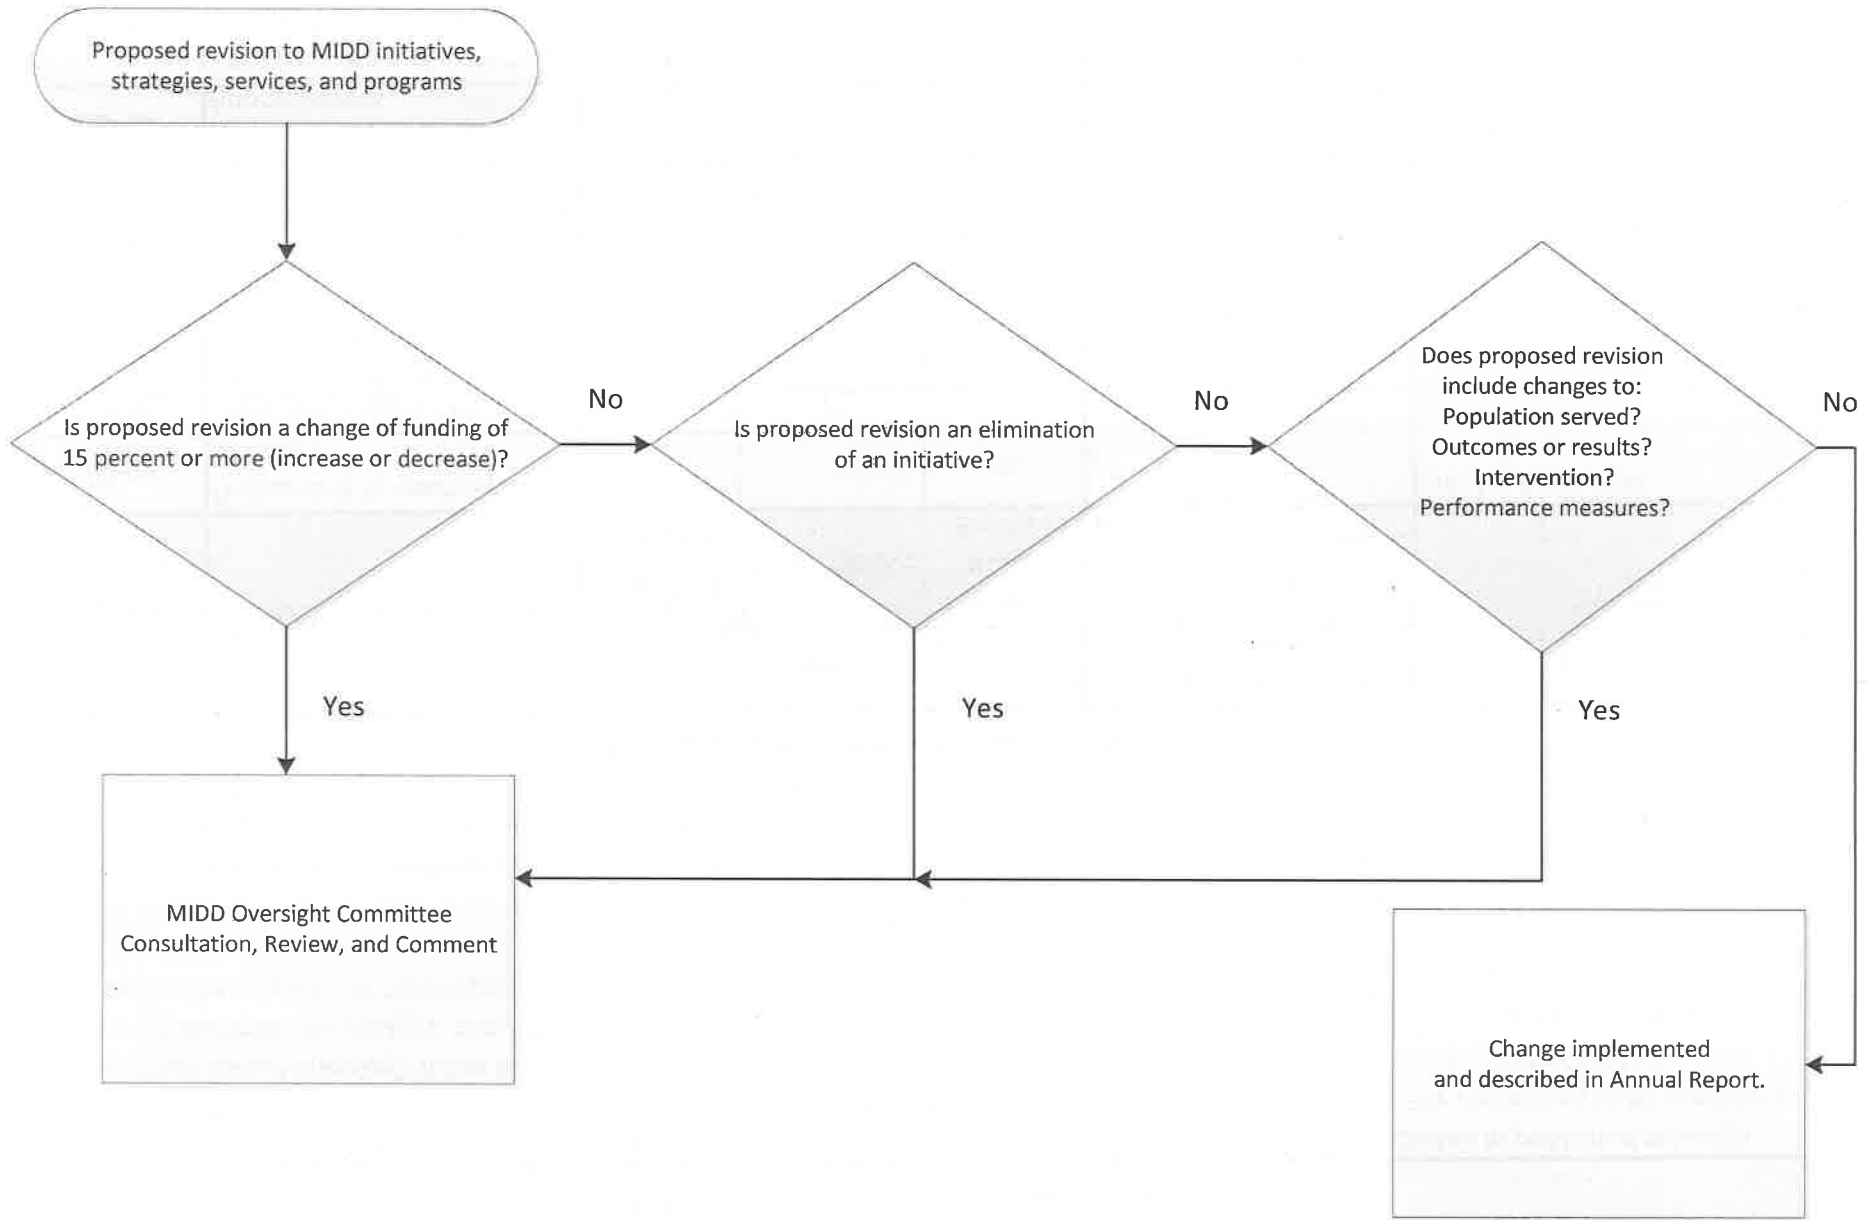 Proposed revision to MIDD initiatives,
strategies, services, and programs
Is proposed revision a change of funding of
15 percent or more (increase or decrease)?
No
Is proposed revision an elimination
of an initiative?
No
Does proposed revision
include changes to:
Population served?
Outcomes or results?
Intervention?
Performance measures?
No
Yes
Yes
Yes
MIDD Oversight Committee
Consultation, Review, and Comment
Change implemented
and described in Annual Report.